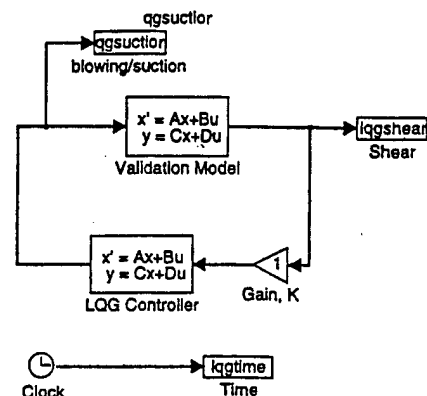 qgsuctior
qgsuctior
blowing/suction
x' = Ax+Bu
y = Cx+Du
Validation Model
lqgshear
Shear
x' = Ax+Bu
y = Cx+Du
LQG Controller
1
Gain, K
Clock
lqgtime
Time